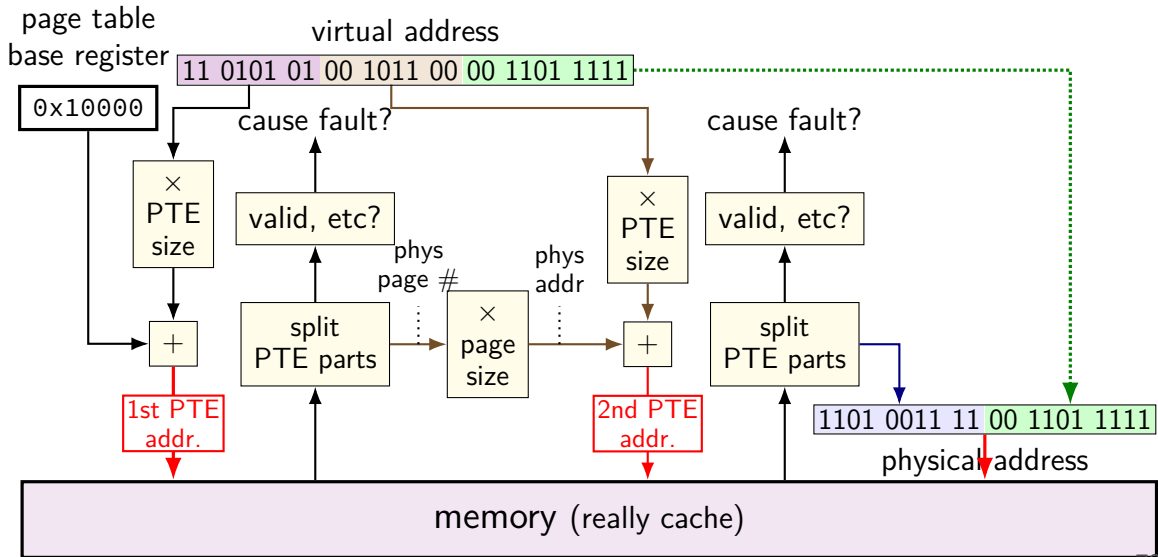 page table
base register
virtual address
11 0101 01 00 1011 00 00 1101 1111
0x10000
cause fault?
cause fault?
×
PTE
size
valid, etc?
×
PTE
size
valid, etc?
phys
page #
phys
addr
+
split
PTE parts
×
page
size
+
split
PTE parts
1st PTE
addr.
2nd PTE
addr.
1101 0011 11 00 1101 1111
physical address
memory (really cache)